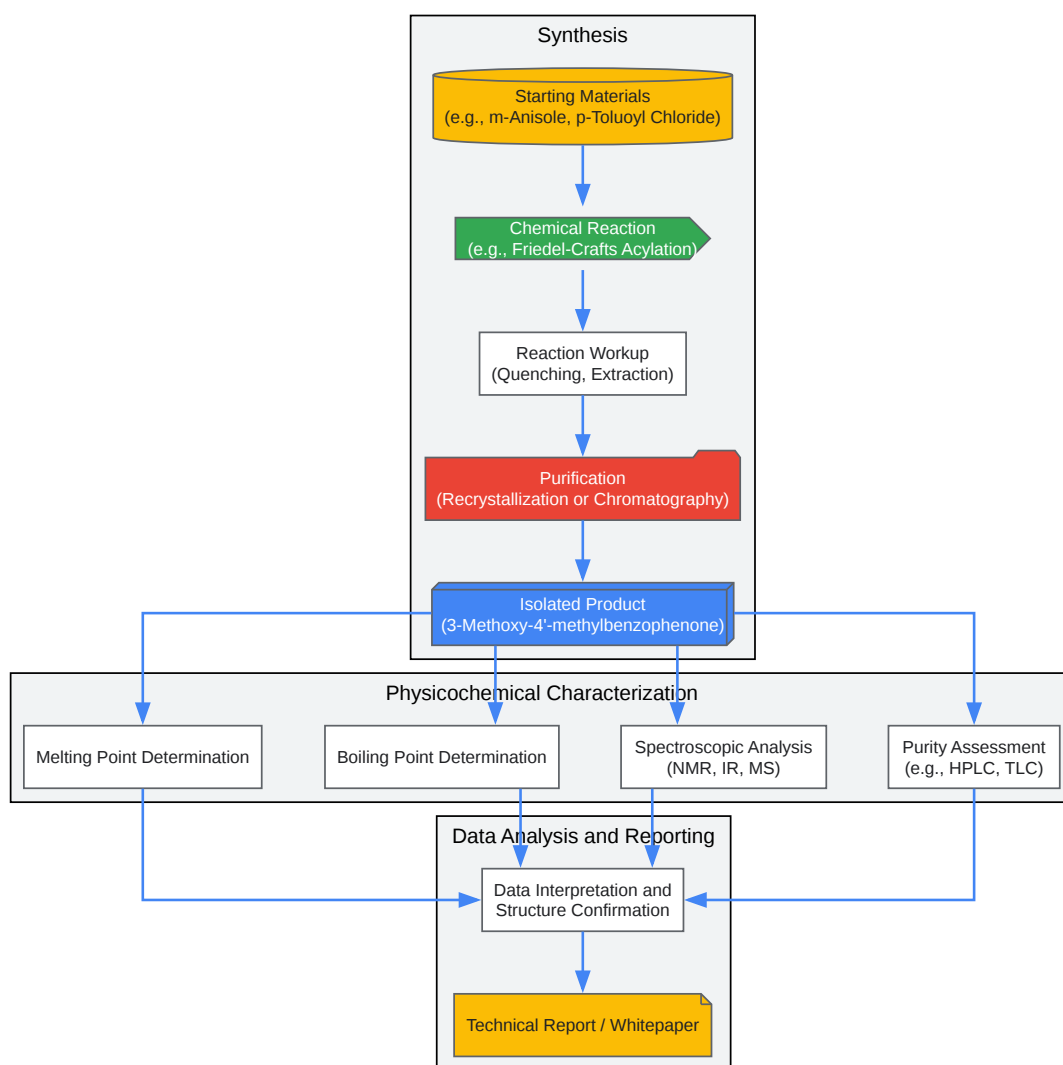 Synthesis
Starting Materials
(e.g., m-Anisole, p-Toluoyl Chloride)
Chemical Reaction
(e.g., Friedel-Crafts Acylation)
Reaction Workup
(Quenching, Extraction)
Purification
(Recrystallization or Chromatography)
Isolated Product
(3-Methoxy-4'-methylbenzophenone)
Physicochemical Characterization
Melting Point Determination
Boiling Point Determination
Spectroscopic Analysis
(NMR, IR, MS)
Purity Assessment
(e.g., HPLC, TLC)
Data Analysis and Reporting
Data Interpretation and
Structure Confirmation
Technical Report / Whitepaper